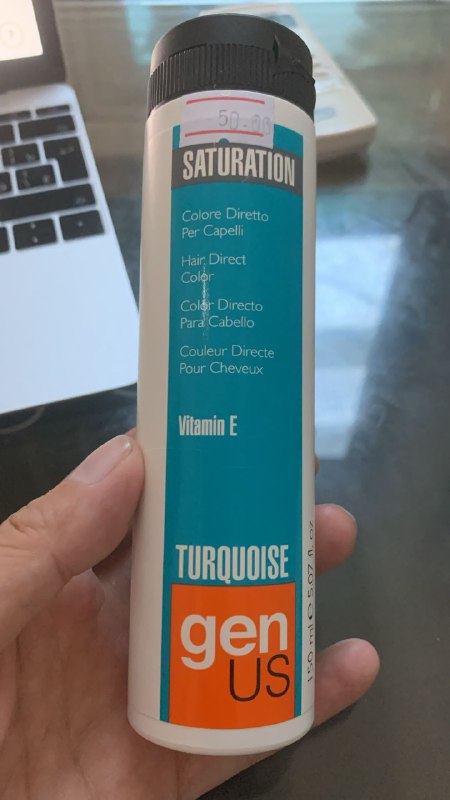 50.00
SATURATION
Colore Diretto
Per Capelli
Hair Direct
Color
Color Directo
Para Cabello
Couleur Directe
Pour Cheveux
Vitamin E
TURQUOISE
gen
US
150 ml e 5.07 fl. oz